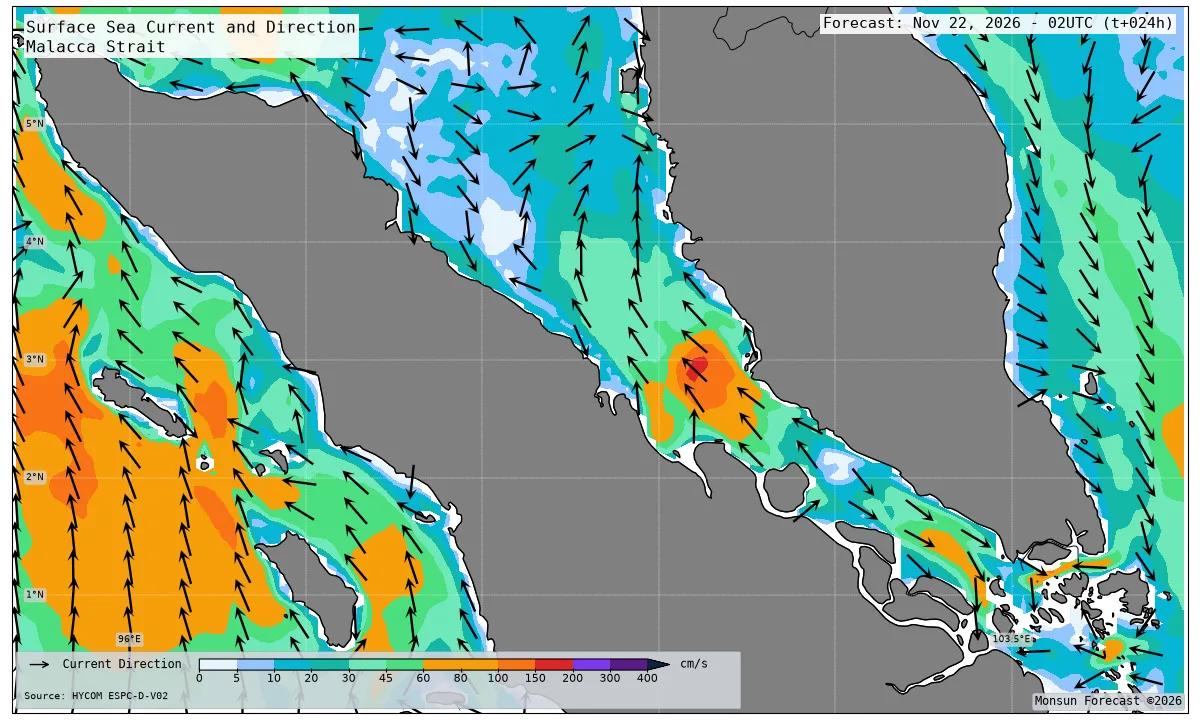 Surface Sea Current and Direction
Malacca Strait
Forecast: Nov 22, 2026 - 02UTC (t+024h)
5°N
4°N
3°N
2°N
1°N
96°E
103.5°E
Current Direction
0 5 10 20 30 45 60 80 100 150 200 300 400
cm/s
Source: HYCOM ESPC-D-V02
Monsun Forecast ©2026